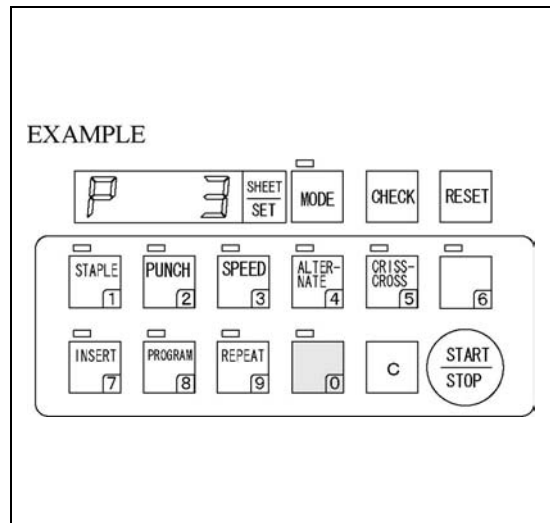 EXAMPLE
P 3 SHEET
SET
MODE
CHECK
RESET
STAPLE
1
PUNCH
2
SPEED
3
ALTER-
NATE
4
CRISS-
CROSS
5
6
INSERT
7
PROGRAM
8
REPEAT
9
0
C
START
STOP